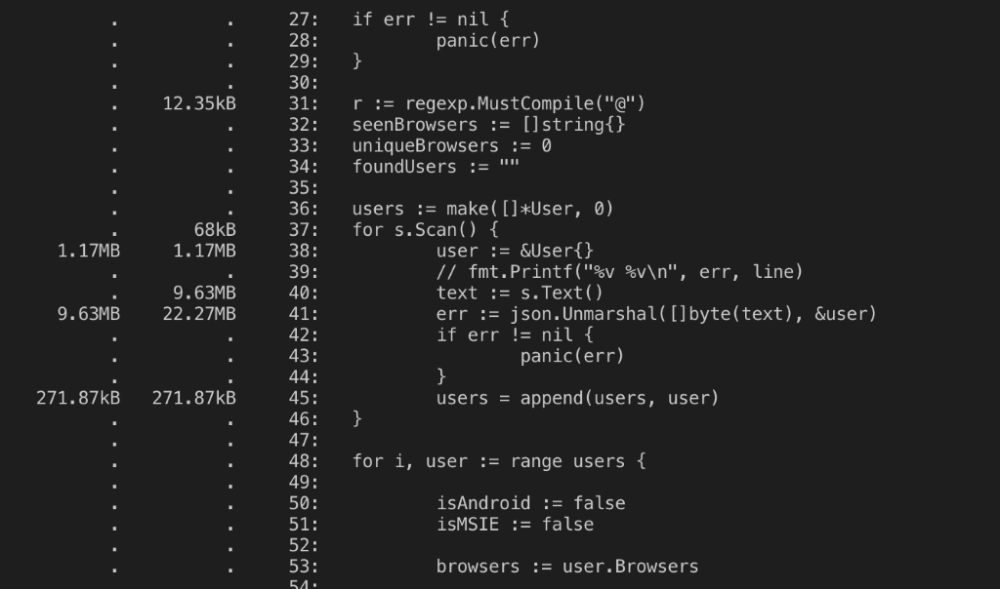 . . 27: if err != nil {
. . 28: panic(err)
. . 29: }
. . 30:
. 12.35kB 31: r := regexp.MustCompile("@")
. . 32: seenBrowsers := []string{}
. . 33: uniqueBrowsers := 0
. . 34: foundUsers := ""
. . 35:
. . 36: users := make([]*User, 0)
. 68kB 37: for s.Scan() {
1.17MB 1.17MB 38: user := &User{}
. . 39: // fmt.Printf("%v %v\n", err, line)
. 9.63MB 40: text := s.Text()
9.63MB 22.27MB 41: err := json.Unmarshal([]byte(text), &user)
. . 42: if err != nil {
. . 43: panic(err)
. . 44: }
271.87kB 271.87kB 45: users = append(users, user)
. . 46: }
. . 47:
. . 48: for i, user := range users {
. . 49:
. . 50: isAndroid := false
. . 51: isMSIE := false
. . 52:
. . 53: browsers := user.Browsers
54: